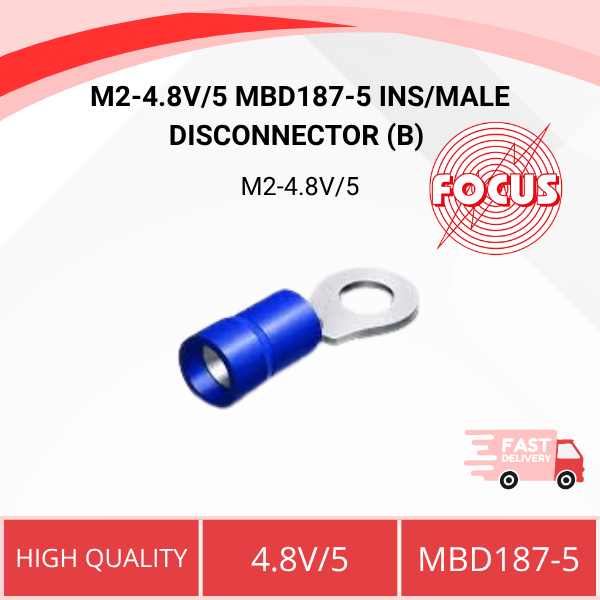 M2-4.8V/5 MBD187-5 INS/MALE
DISCONNECTOR (B)
M2-4.8V/5
FOCUS
FAST
DELIVERY
HIGH QUALITY
4.8V/5
MBD187-5